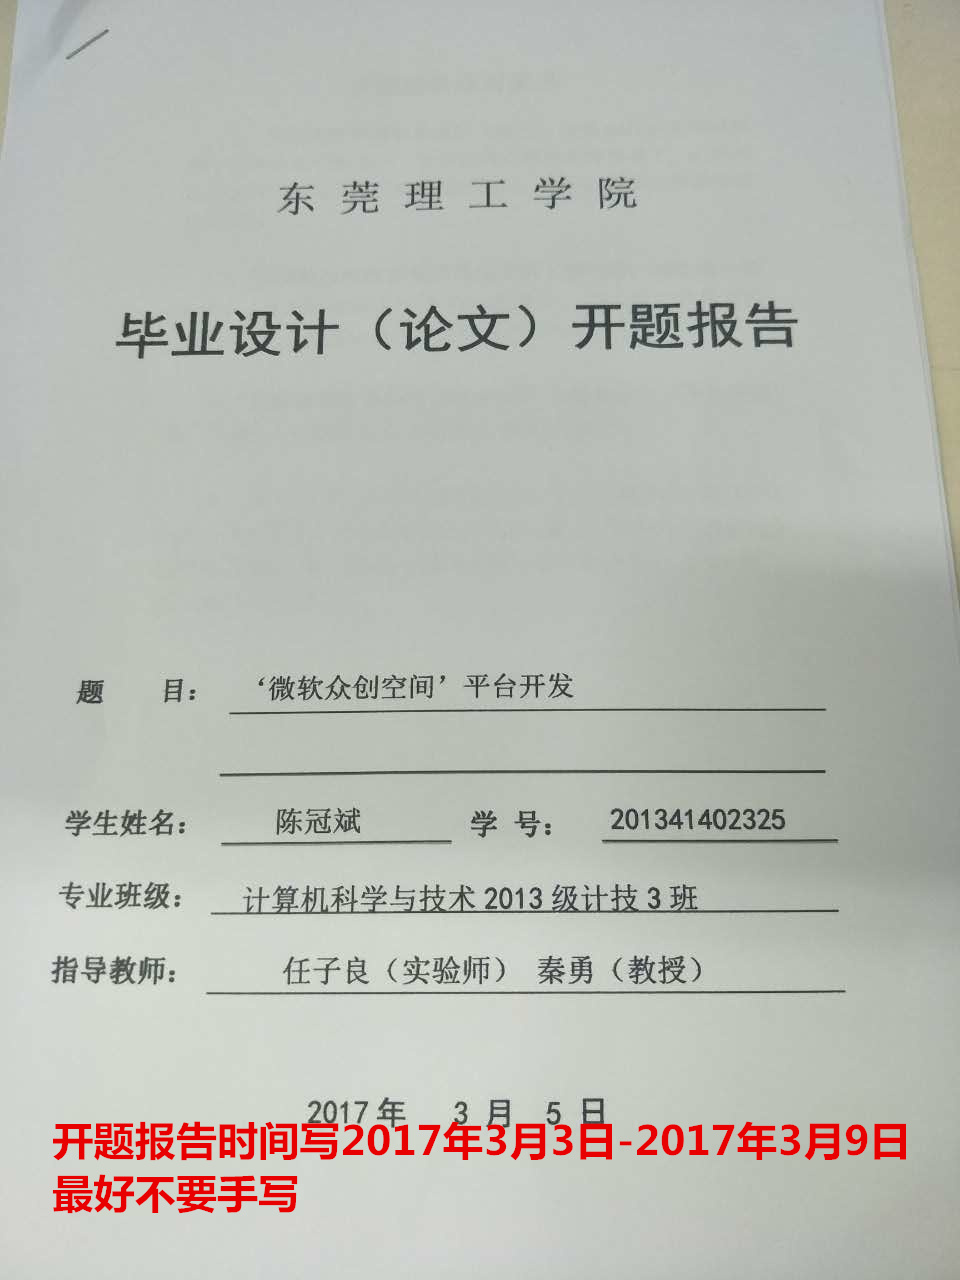 东莞理工学院
毕业设计（论文）开题报告
题　　目：‘微软众创空间’平台开发
学生姓名：陈冠斌 学 号：201341402325
专业班级：计算机科学与技术 2013 级计技 3 班
指导教师：任子良（实验师） 秦勇（教授）
2017 年 3 月 5 日
开题报告时间写2017年3月3日-2017年3月9日
最好不要手写